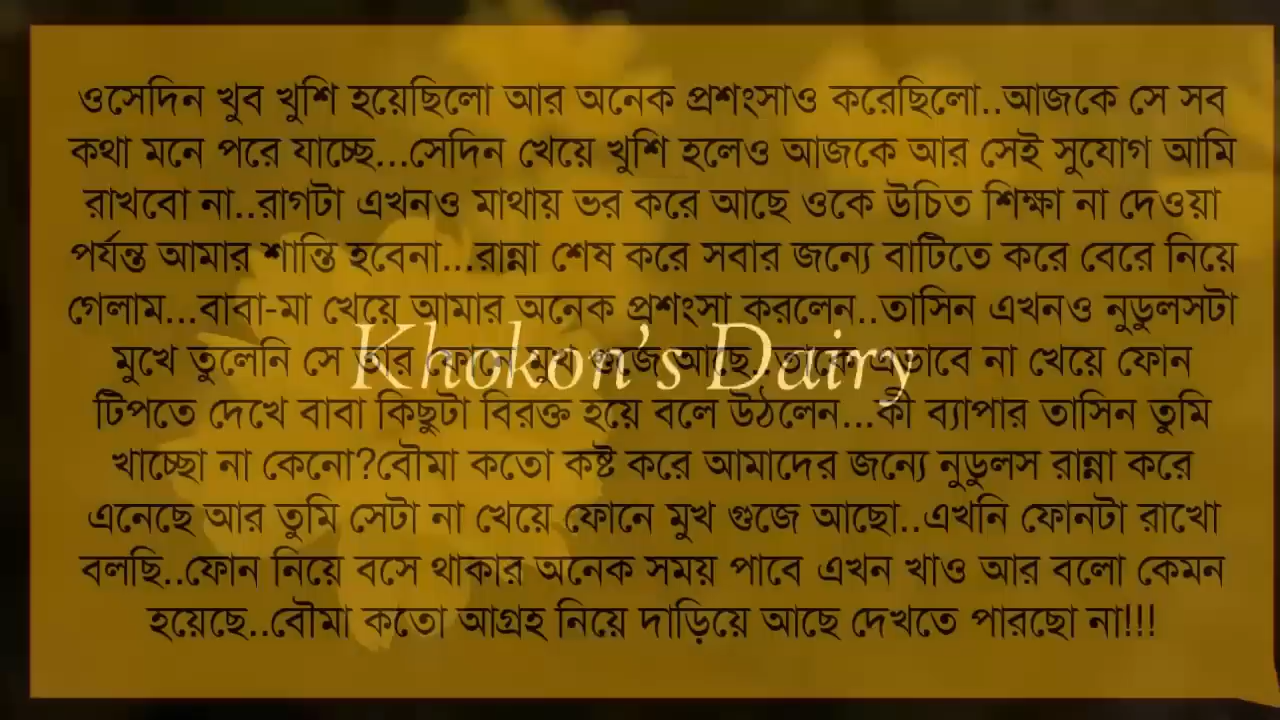 ওসেদিন খুব খুশি হয়েছিলো আর অনেক প্রশংসাও করেছিলো..আজকে সে সব
কথা মনে পরে যাচ্ছে...সেদিন খেয়ে খুশি হলেও আজকে আর সেই সুযোগ আমি
রাখবো না..রাগটা এখনও মাথায় ভর করে আছে ওকে উচিত শিক্ষা না দেওয়া
পর্যন্ত আমার শান্তি হবেনা...রান্না শেষ করে সবার জন্যে বাটিতে করে বেরে নিয়ে
গেলাম...বাবা-মা খেয়ে আমার অনেক প্রশংসা করলেন..তাসিন এখনও নুডুলসটা
মুখে তুলেনি সে তার ফোনে মুখ গুজে আছে..তাকে এভাবে না খেয়ে ফোন
Khokon's Dairy
টিপতে দেখে বাবা কিছুটা বিরক্ত হয়ে বলে উঠলেন...কী ব্যাপার তাসিন তুমি
খাচ্ছো না কেনো?বৌমা কতো কষ্ট করে আমাদের জন্যে নুডুলস রান্না করে
এনেছে আর তুমি সেটা না খেয়ে ফোনে মুখ গুজে আছো..এখনি ফোনটা রাখো
বলছি..ফোন নিয়ে বসে থাকার অনেক সময় পাবে এখন খাও আর বলো কেমন
হয়েছে..বৌমা কতো আগ্রহ নিয়ে দাড়িয়ে আছে দেখতে পারছো না!!!